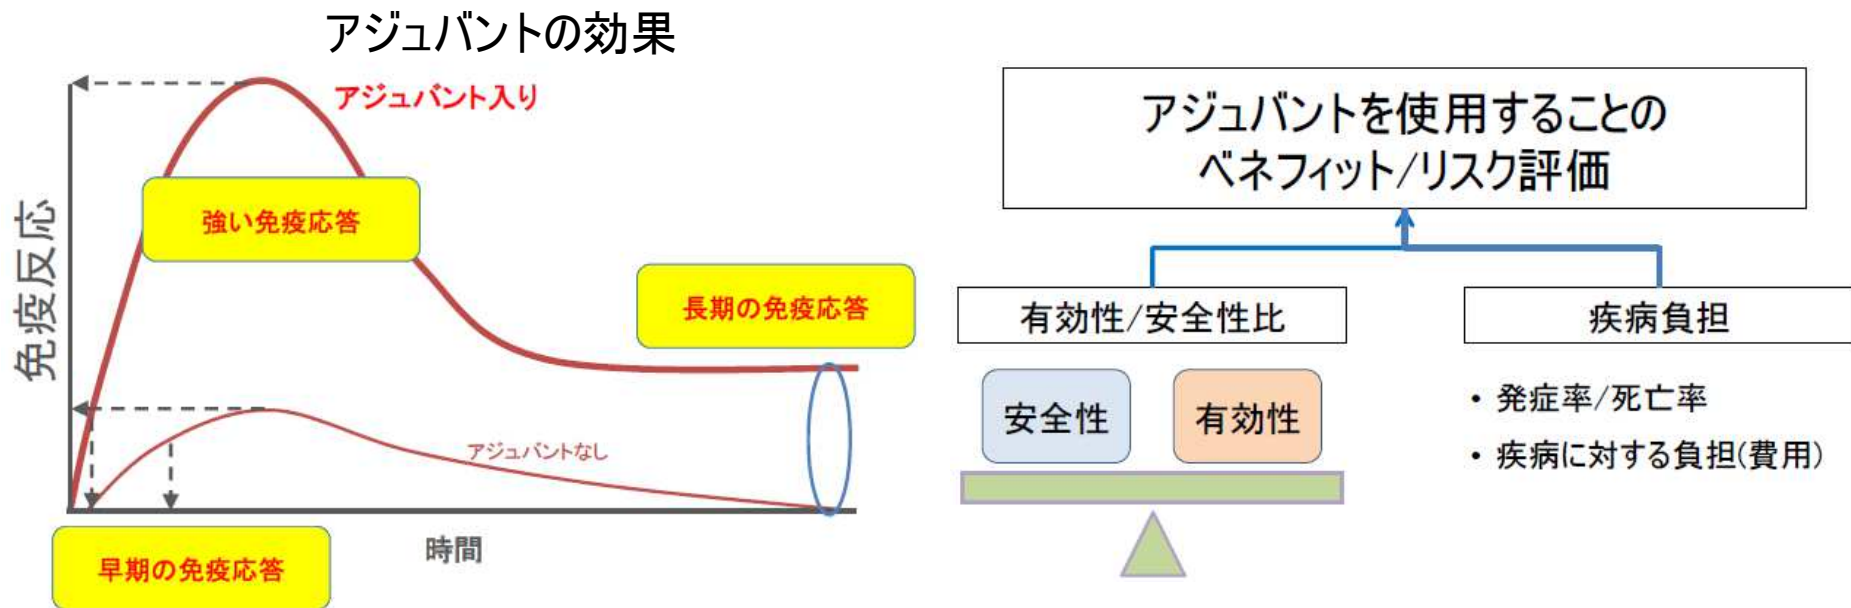 アジュバントの効果
アジュバント入り
強い免疫応答
長期の免疫応答
免疫反応
アジュバントなし
時間
早期の免疫応答
アジュバントを使用することの
ベネフィット/リスク評価
有効性/安全性比
疾病負担
安全性
有効性
・発症率/死亡率
・疾病に対する負担(費用)